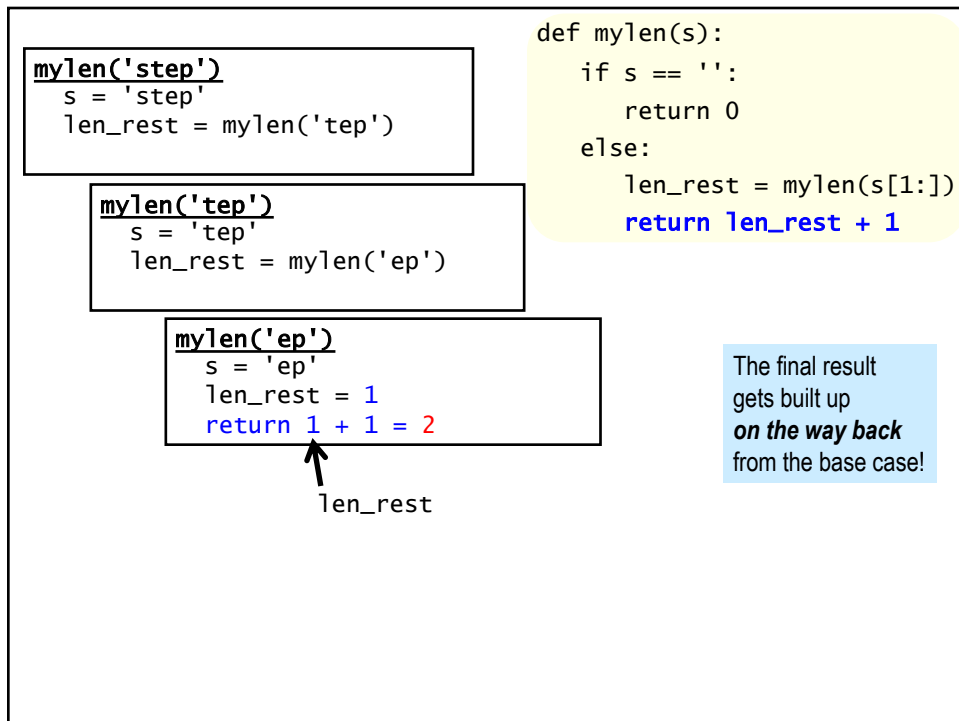 def mylen(s):
if s == '':
return 0
else:
len_rest = mylen(s[1:])
return len_rest + 1
mylen('step')
s = 'step'
len_rest = mylen('tep')
mylen('tep')
s = 'tep'
len_rest = mylen('ep')
mylen('ep')
s = 'ep'
len_rest = 1
return 1 + 1 = 2
len_rest
The final result
gets built up
on the way back
from the base case!